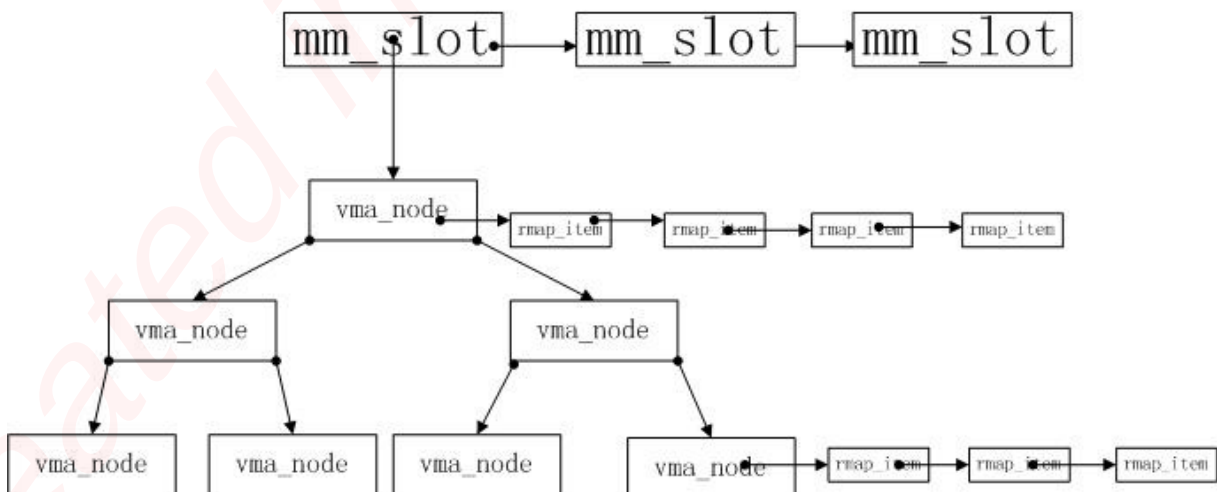 mm_slot mm_slot mm_slot
vma_node
rmap_item rmap_item rmap_item rmap_item
vma_node vma_node
vma_node vma_node vma_node vma_node
rmap_item rmap_item rmap_item